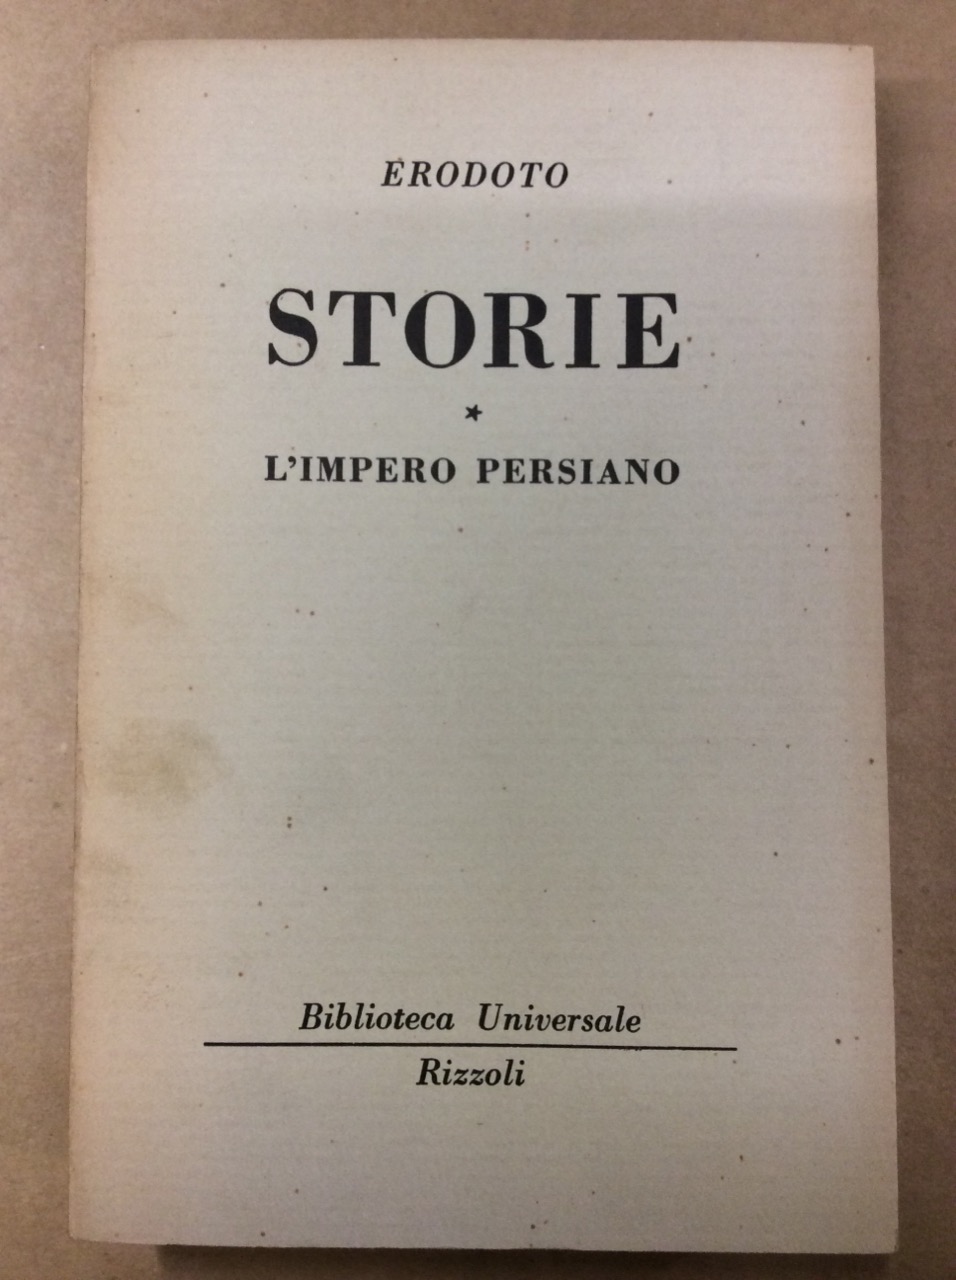 ERODOTO
STORIE
★
L'IMPERO PERSIANO
Biblioteca Universale
Rizzoli